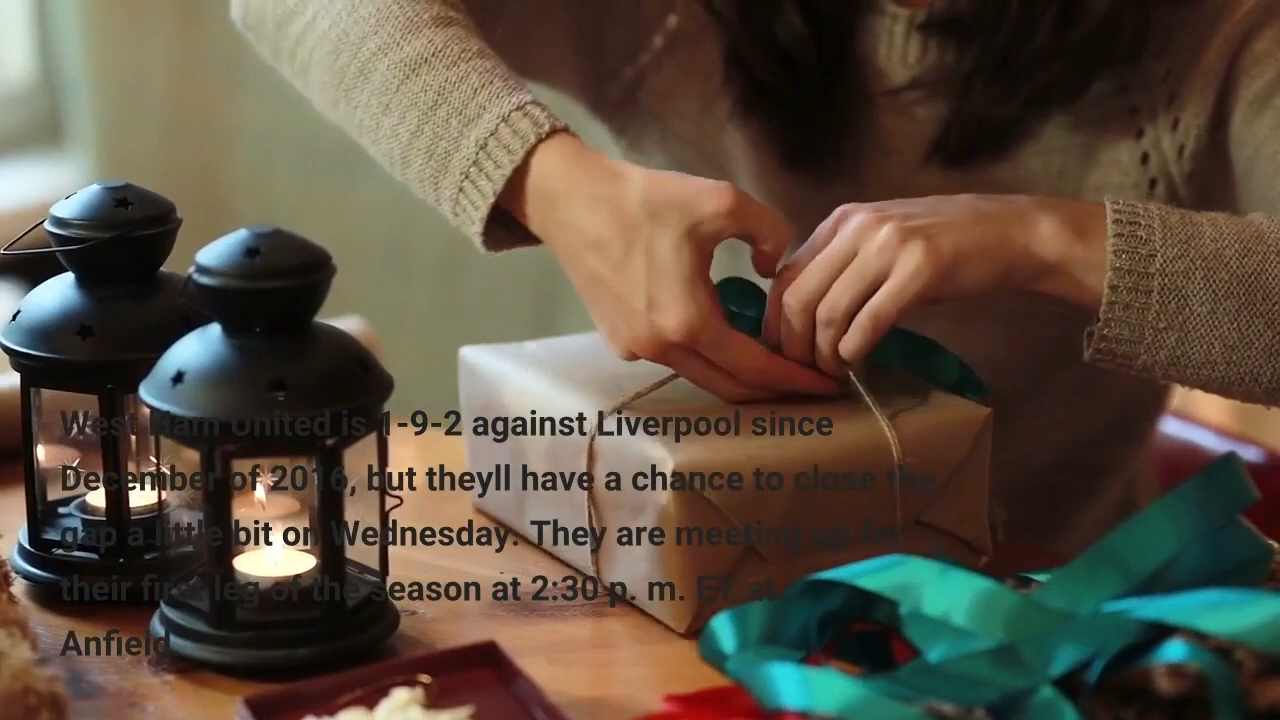 West Ham United is 1-9-2 against Liverpool since
December of 2016, but theyll have a chance to close the
gap a little bit on Wednesday. They are meeting up for
their first leg of the season at 2:30 p. m. ET at
Anfield